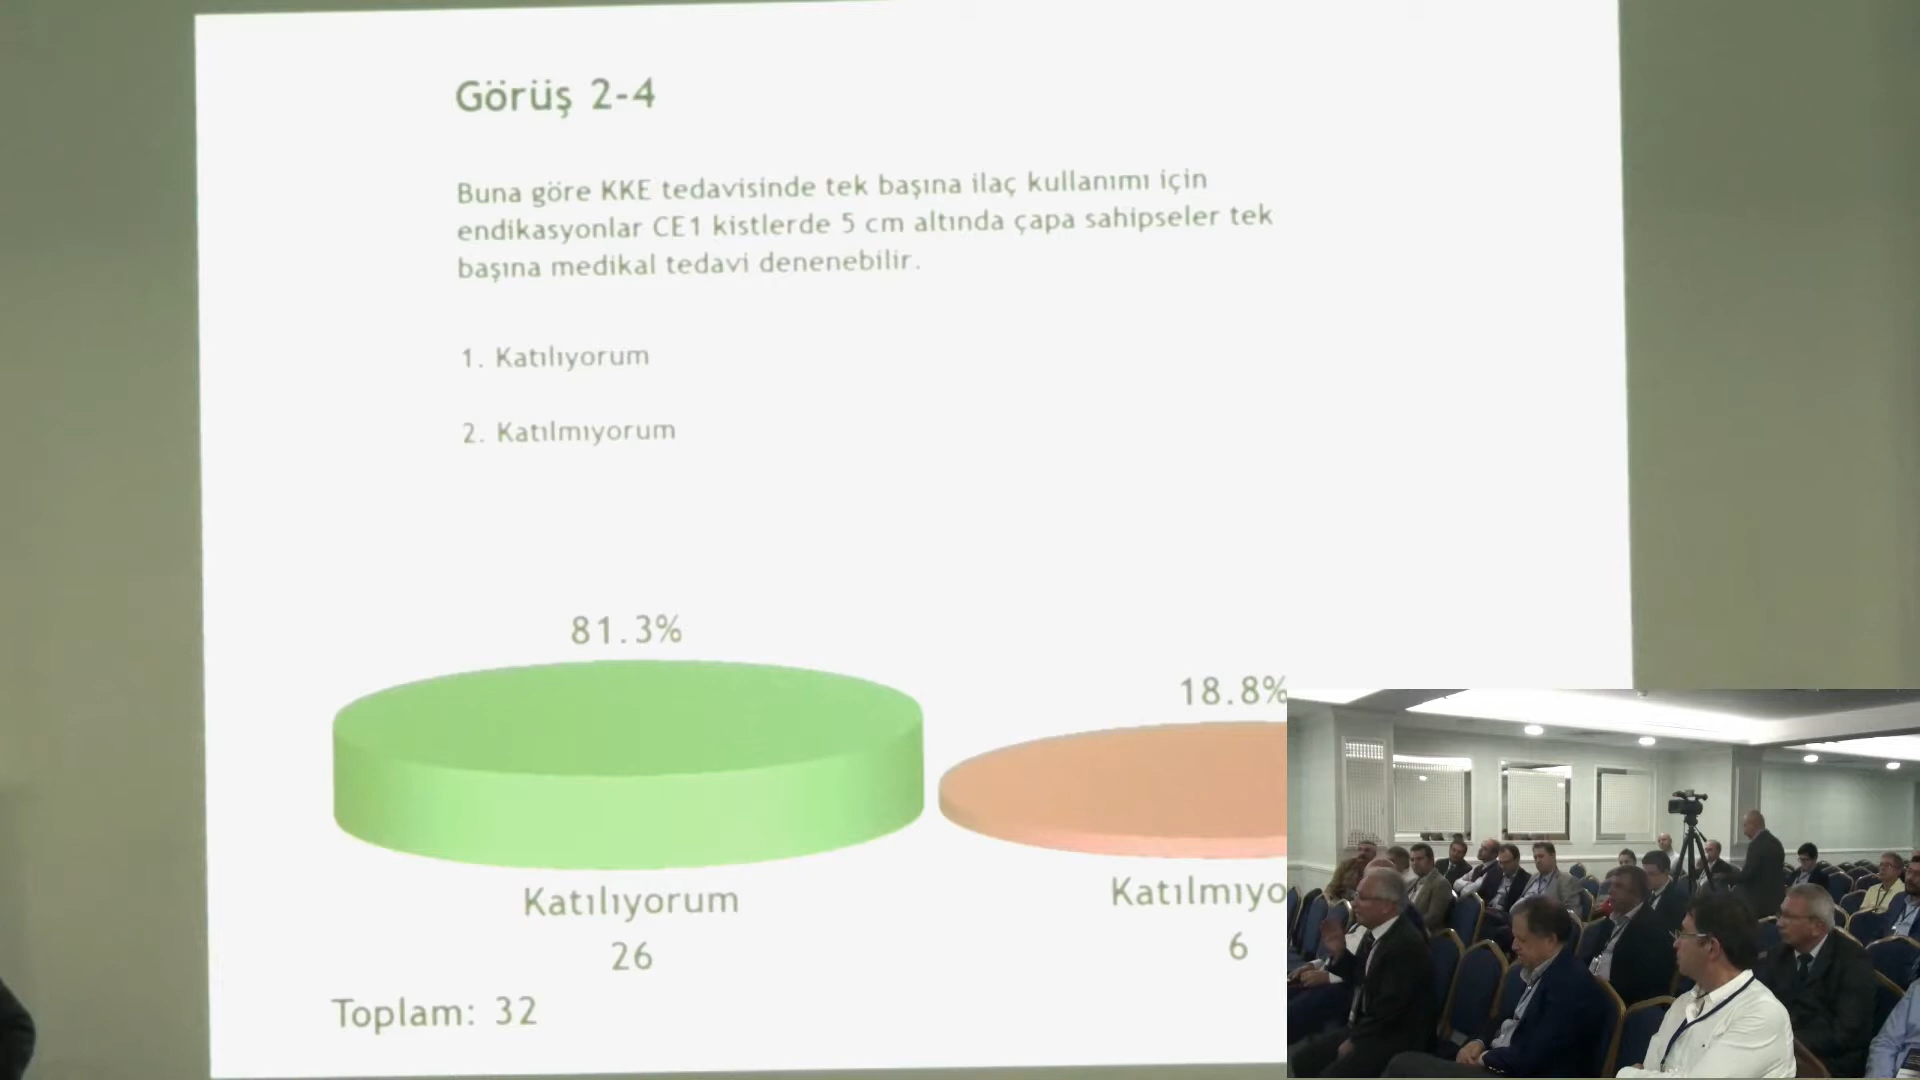 Görüş 2-4
Buna göre KKE tedavisinde tek başına ilaç kullanımı için
endikasyonlar CE1 kistlerde 5 cm altında çapa sahipseler tek
başına medikal tedavi denenebilir.
1. Katılıyorum
2. Katılmıyorum
81.3%
18.8%
Katılıyorum
Katılmıyo
26
6
Toplam: 32